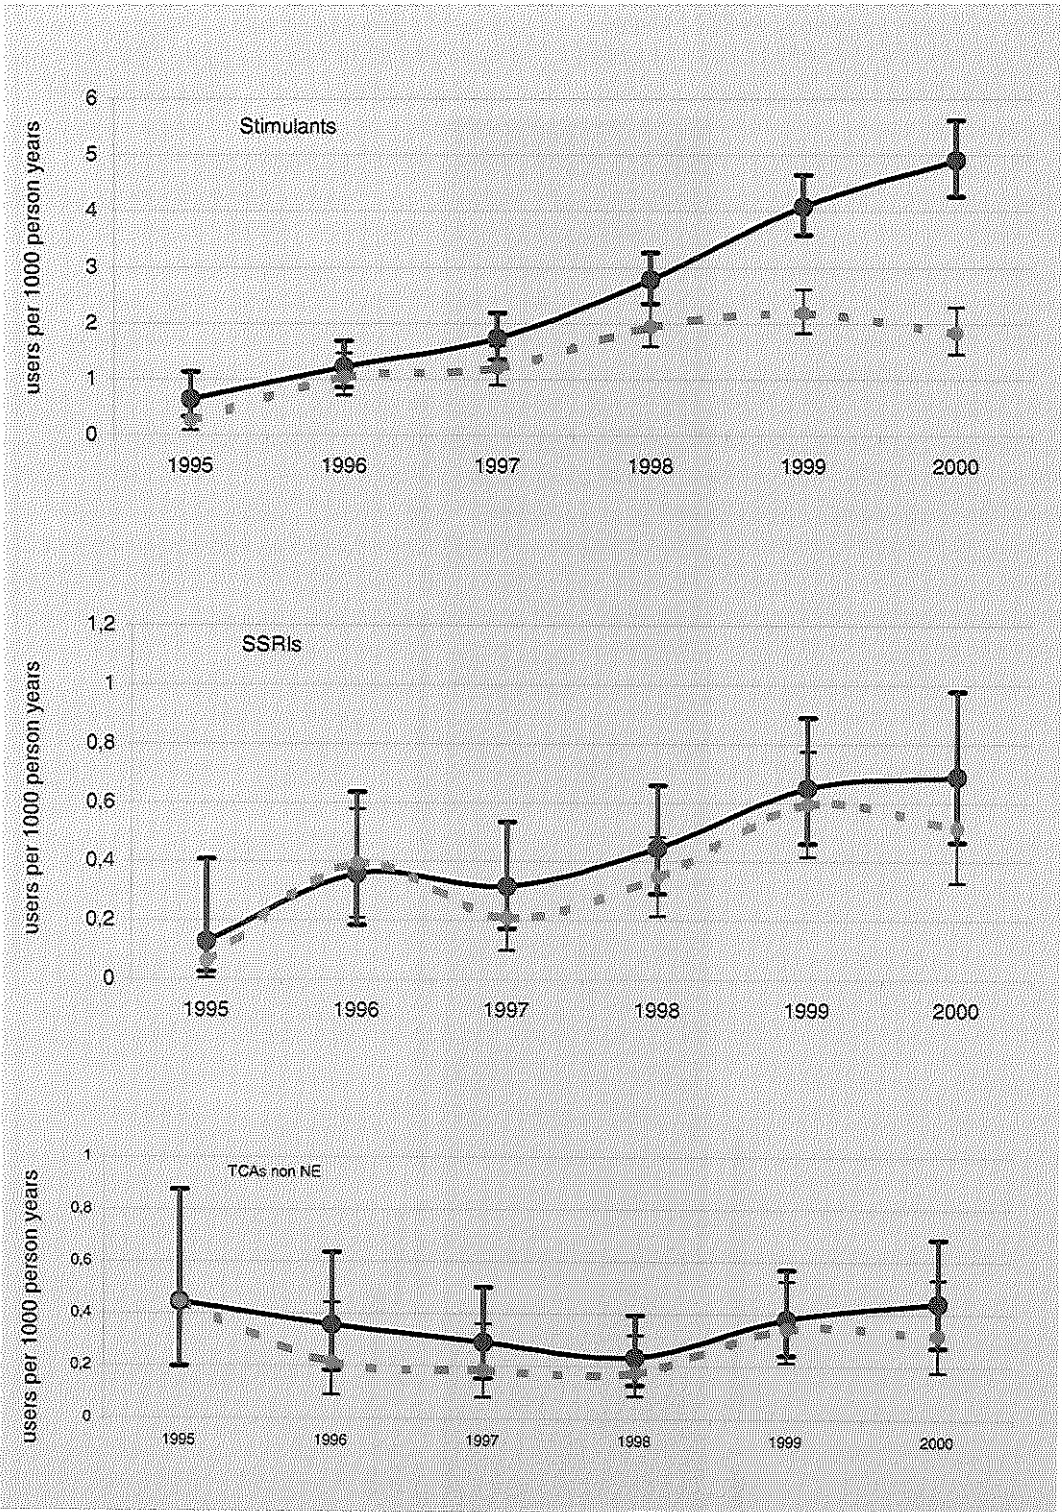 Stimulants
users per 1000 person years
6
5
4
3
2
1
0
1995 1996 1997 1998 1999 2000
SSRIs
users per 1000 person years
1,2
1
0,8
0,6
0,4
0,2
0
1995 1996 1997 1998 1999 2000
TCAs non NE
users per 1000 person years
1
0,8
0,6
0,4
0,2
0
1995 1996 1997 1998 1999 2000